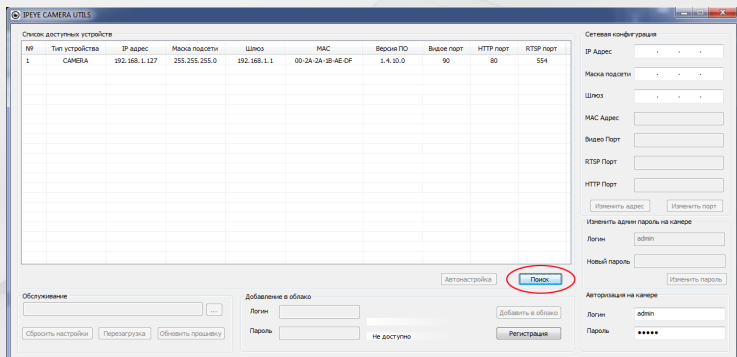 IPEYE CAMERA UTILS
Список доступных устройств
№ Тип устройства IP адрес Маска подсети Шлюз MAC Версия ПО Видое порт HTTP порт RTSP порт
1 CAMERA 192.168.1.127 255.255.255.0 192.168.1.1 00-2A-2A-1B-AE-DF 1.4.10.0 90 80 554
Автонастройка Поиск
Обслуживание
...
Сбросить настройки Перезагрузка Обновить прошивку
Добавление в облако
Логин Добавить в облако
Пароль Не доступно Регистрация
Сетевая конфигурация
IP Адрес . . .
Маска подсети . . .
Шлюз . . .
MAC Адрес
Видео Порт
RTSP Порт
HTTP Порт
Изменить адрес Изменить порт
Изменить админ пароль на камере
Логин admin
Новый пароль
Изменить пароль
Авторизация на камере
Логин admin
Пароль •••••